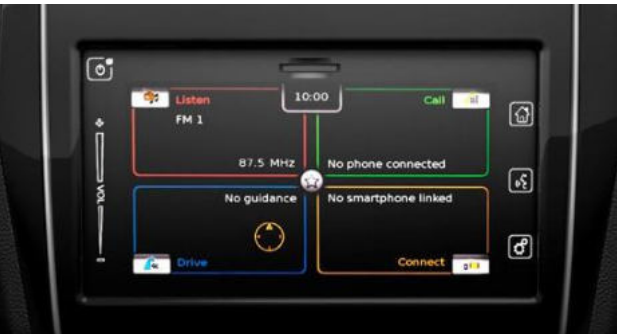 10:00
Listen
FM 1
87.5 MHz
Call
No phone connected
No guidance
Drive
No smartphone linked
Connect
VOL